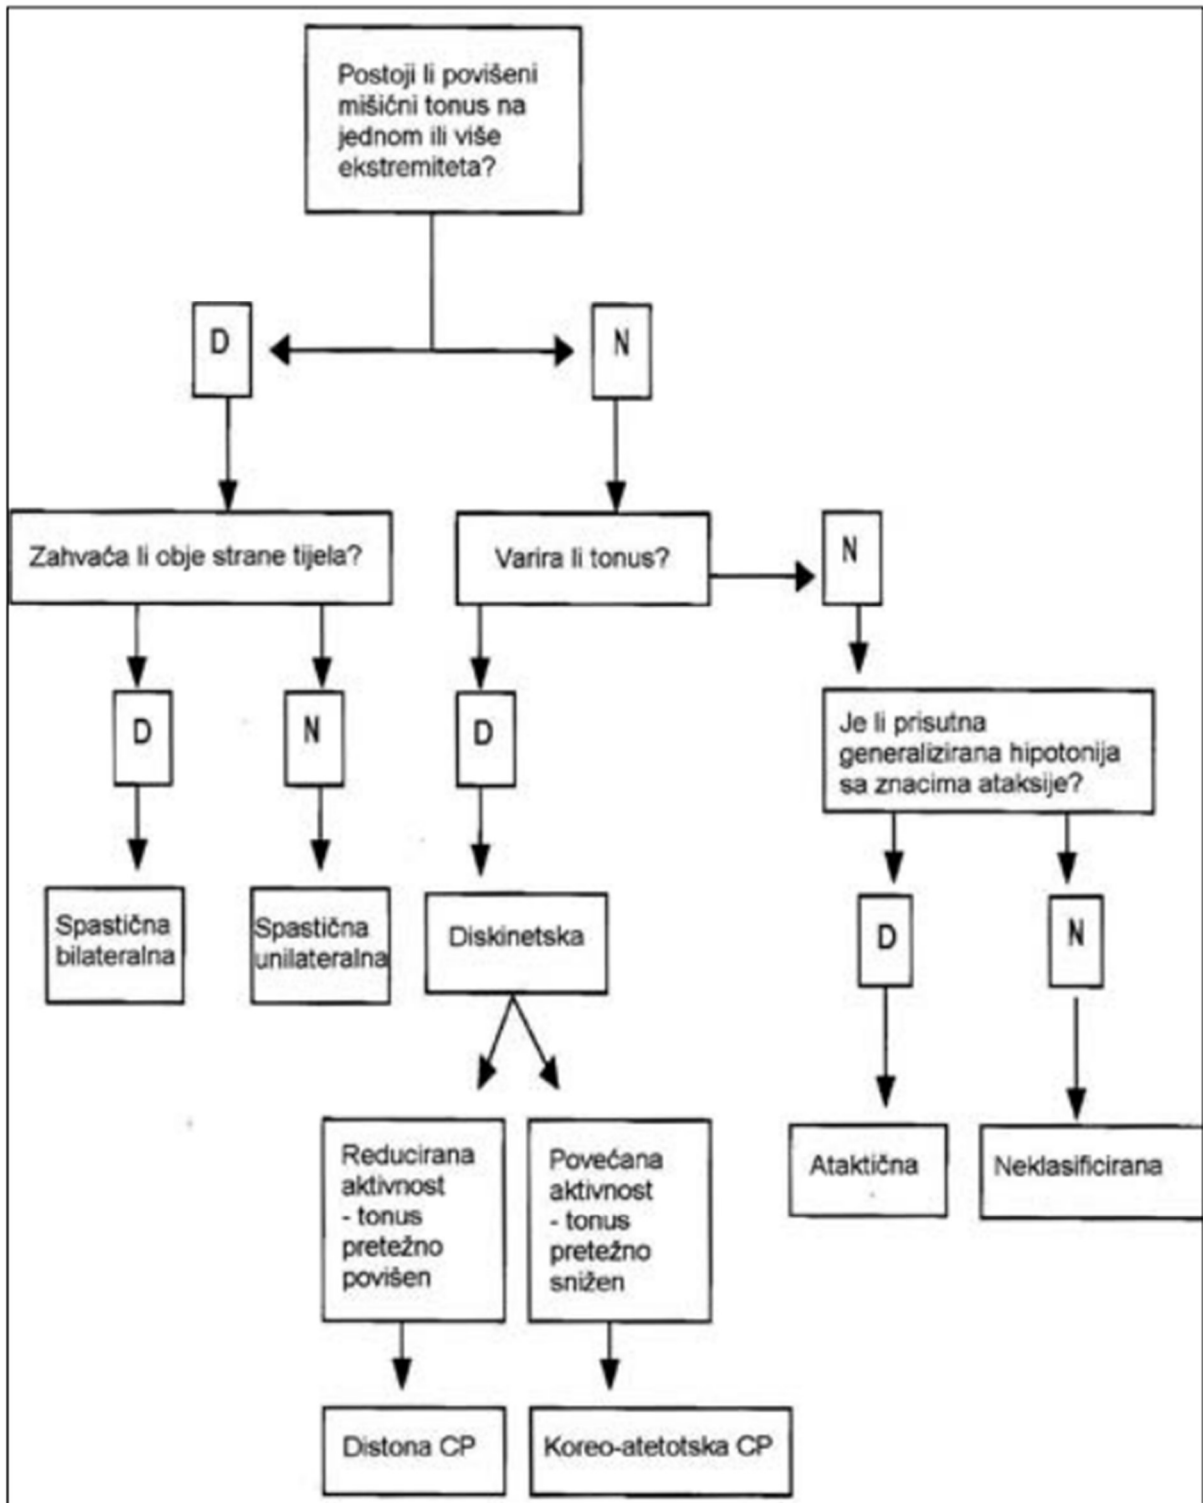 Postoji li povišeni
mišićni tonus na
jednom ili više
ekstremiteta?
D
N
Zahvaća li obje strane tijela?
Varira li tonus?
N
D
N
D
Je li prisutna
generalizirana hipotonija
sa znacima ataksije?
Spastična
bilateralna
Spastična
unilateralna
Diskinetska
D
N
Reducirana
aktivnost
- tonus
pretežno
povišen
Povećana
aktivnost
- tonus
pretežno
snižen
Ataktična
Neklasificirana
Distona CP
Koreo-atetotska CP